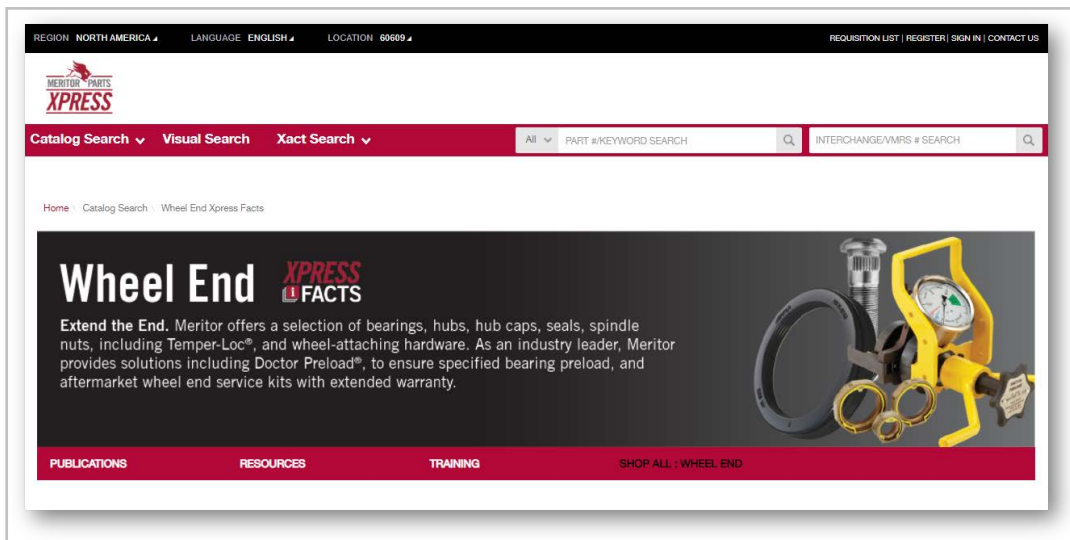 REGION NORTH AMERICA LANGUAGE ENGLISH LOCATION 60609 REQUISITION LIST | REGISTER | SIGN IN | CONTACT US
MERITOR PARTS
XPRESS
Catalog Search Visual Search Xact Search All PART #/KEYWORD SEARCH INTERCHANGE/VMRS # SEARCH
Home \ Catalog Search \ Wheel End Xpress Facts
Wheel End XPRESS
FACTS
Extend the End. Meritor offers a selection of bearings, hubs, hub caps, seals, spindle
nuts, including Temper-Loc®, and wheel-attaching hardware. As an industry leader, Meritor
provides solutions including Doctor Preload®, to ensure specified bearing preload, and
aftermarket wheel end service kits with extended warranty.
PUBLICATIONS RESOURCES TRAINING SHOP ALL : WHEEL END